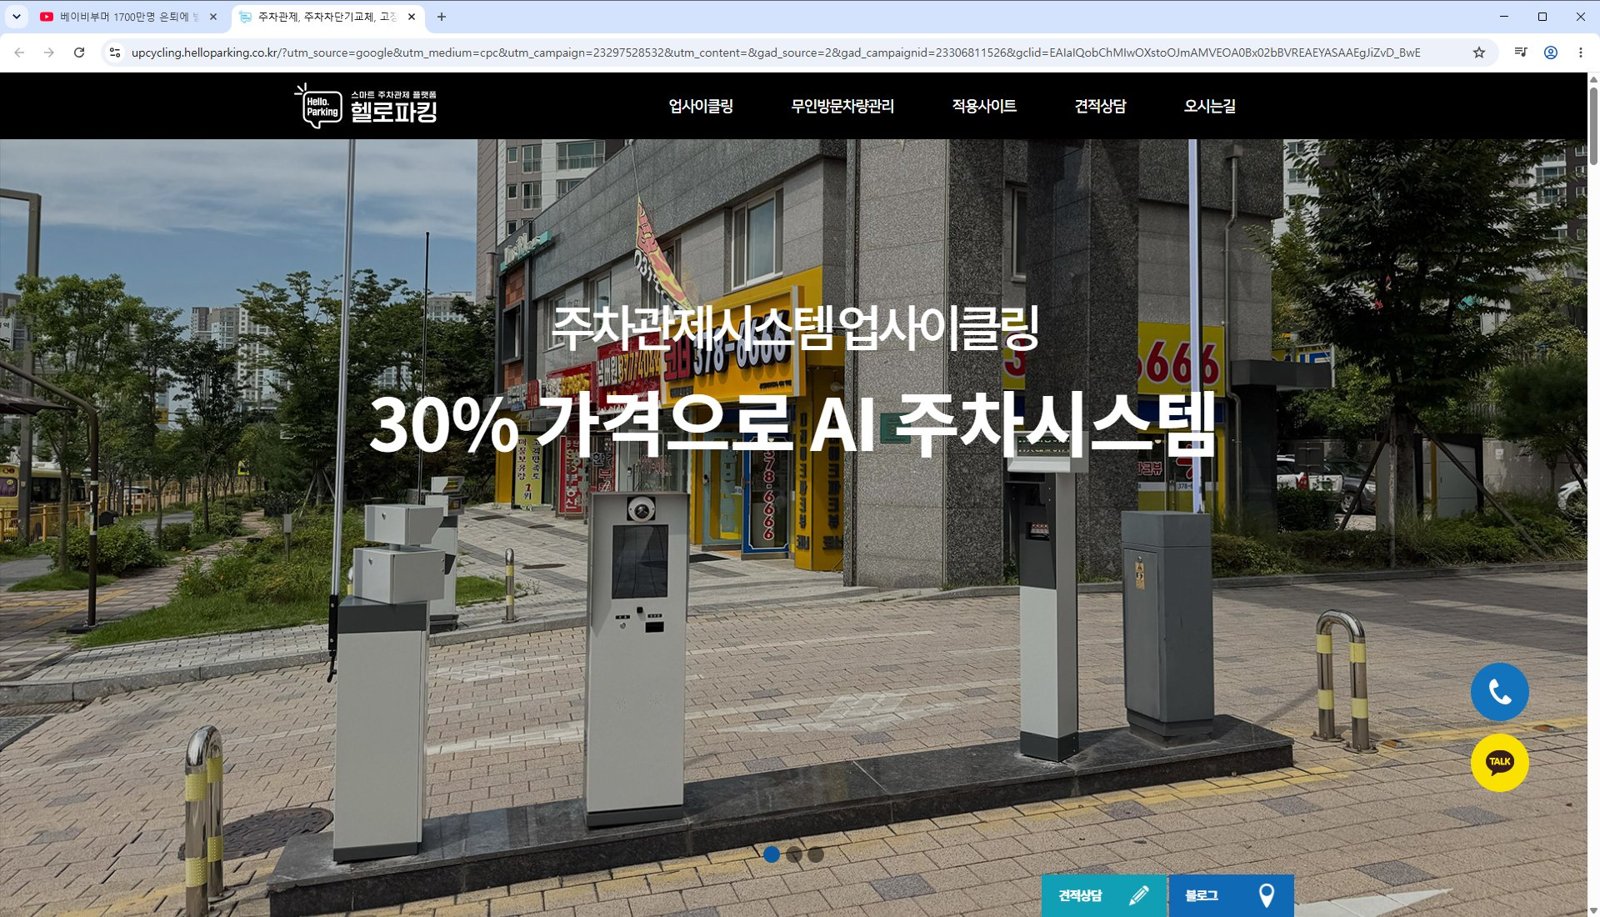 베이비부머 1700만명 은퇴에
주차관제, 주차차단기교체, 고장
upcycling.helloparking.co.kr/?utm_source=google&utm_medium=cpc&utm_campaign=23297528532&utm_content=&gad_source=2&gad_campaignid=23306811526&gclid=EAIaIQobChMIwOXstoOJmAMVEOA0Bx02bBVREAEYASAAEgJiZvD_BwE
Hello.
Parking
스마트 주차관제 플랫폼
헬로파킹
업사이클링
무인방문차량관리
적용사이트
견적상담
오시는길
주차관제시스템 업사이클링
30% 가격으로 AI 주차시스템
378-6666
6666
TALK
견적상담
블로그